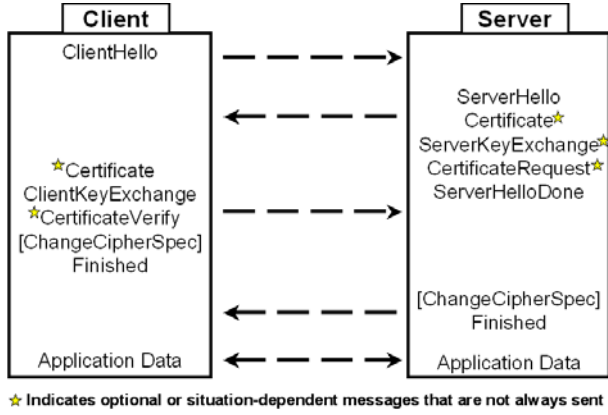 Client
Server
ClientHello
ServerHello
Certificate
ServerKeyExchange
CertificateRequest
ServerHelloDone
Certificate
ClientKeyExchange
CertificateVerify
[ChangeCipherSpec]
Finished
[ChangeCipherSpec]
Finished
Application Data
Application Data
Indicates optional or situation-dependent messages that are not always sent